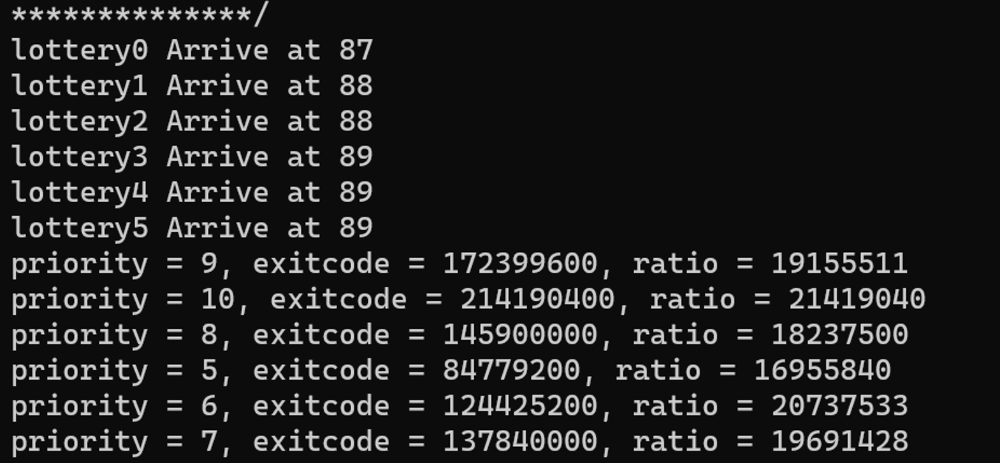 **************/
lottery0 Arrive at 87
lottery1 Arrive at 88
lottery2 Arrive at 88
lottery3 Arrive at 89
lottery4 Arrive at 89
lottery5 Arrive at 89
priority = 9, exitcode = 172399600, ratio = 19155511
priority = 10, exitcode = 214190400, ratio = 21419040
priority = 8, exitcode = 145900000, ratio = 18237500
priority = 5, exitcode = 84779200, ratio = 16955840
priority = 6, exitcode = 124425200, ratio = 20737533
priority = 7, exitcode = 137840000, ratio = 19691428